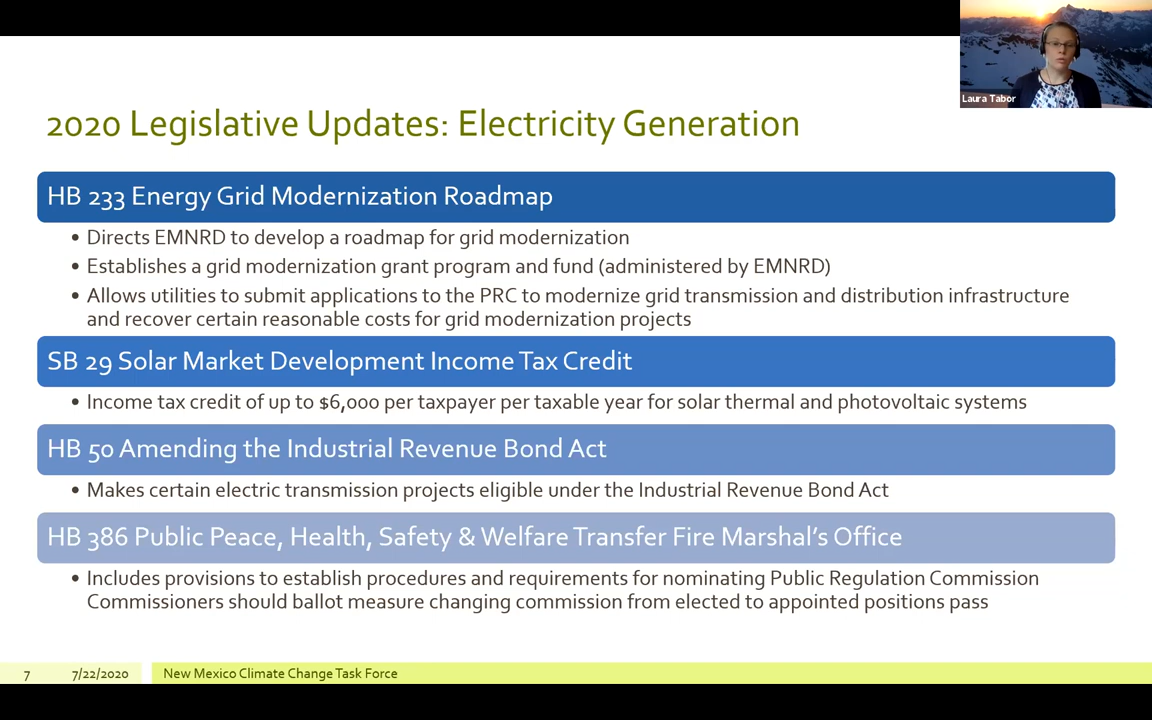 Laura Tabor
2020 Legislative Updates: Electricity Generation
HB 233 Energy Grid Modernization Roadmap
• Directs EMNRD to develop a roadmap for grid modernization
• Establishes a grid modernization grant program and fund (administered by EMNRD)
• Allows utilities to submit applications to the PRC to modernize grid transmission and distribution infrastructure
and recover certain reasonable costs for grid modernization projects
SB 29 Solar Market Development Income Tax Credit
• Income tax credit of up to $6,000 per taxpayer per taxable year for solar thermal and photovoltaic systems
HB 50 Amending the Industrial Revenue Bond Act
• Makes certain electric transmission projects eligible under the Industrial Revenue Bond Act
HB 386 Public Peace, Health, Safety & Welfare Transfer Fire Marshal’s Office
• Includes provisions to establish procedures and requirements for nominating Public Regulation Commission
Commissioners should ballot measure changing commission from elected to appointed positions pass
7 7/22/2020 New Mexico Climate Change Task Force